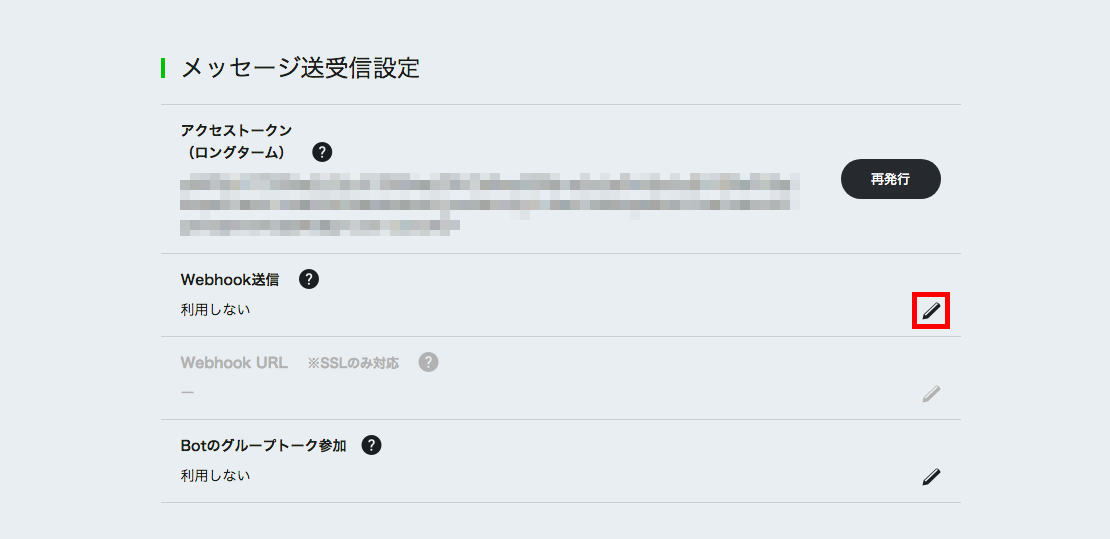 メッセージ送受信設定
アクセストークン
（ロングターム） ?
再発行
Webhook送信 ?
利用しない
Webhook URL ※SSLのみ対応 ?
—
Botのグループトーク参加 ?
利用しない